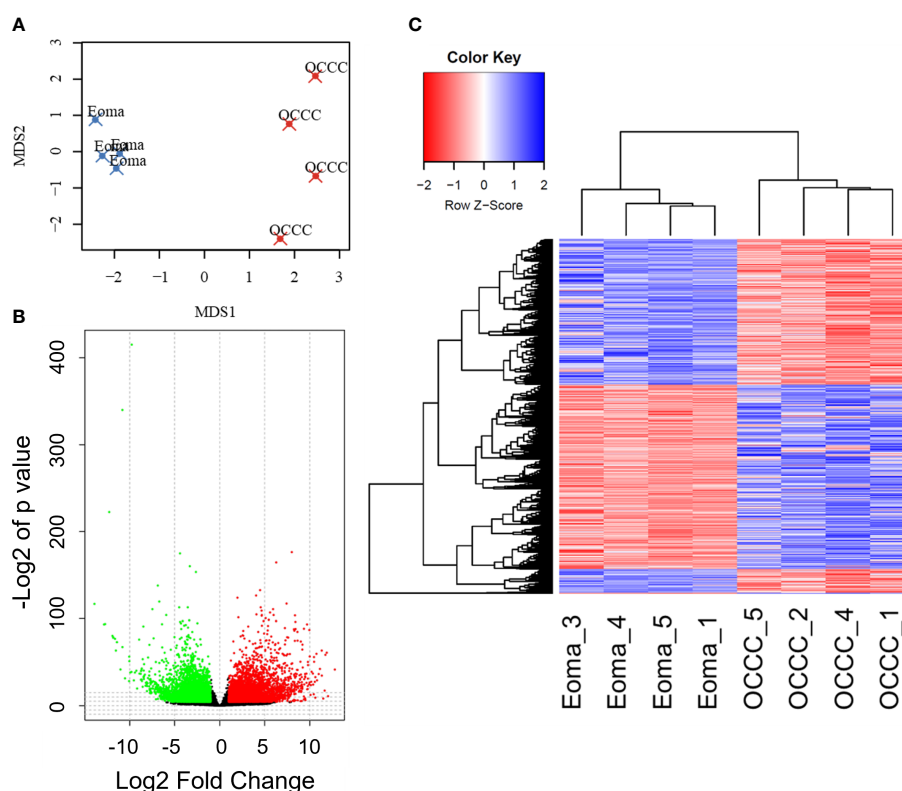 A
MDS2
3
2
1
0
−1
−2
Eoma
Eoma
Eoma
Eoma
OCCC
OCCC
OCCC
OCCC
−2 −1 0 1 2 3
MDS1
B
-Log2 of p value
400
300
200
100
0
-10 -5 0 5 10
Log2 Fold Change
C
Color Key
−2 −1 0 1 2
Row Z−Score
Eoma_3
Eoma_4
Eoma_5
Eoma_1
OCCC_5
OCCC_2
OCCC_4
OCCC_1